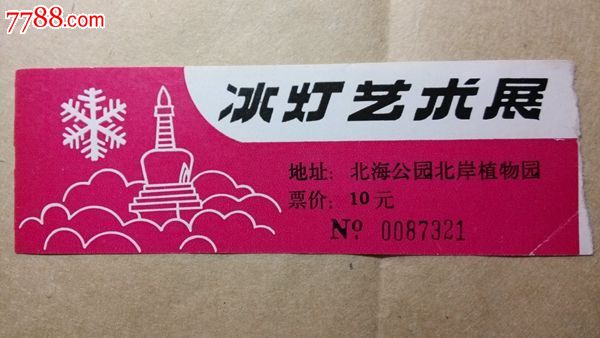 7788.com
冰灯艺术展
地址：北海公园北岸植物园
票价：10元
Nº 0087321